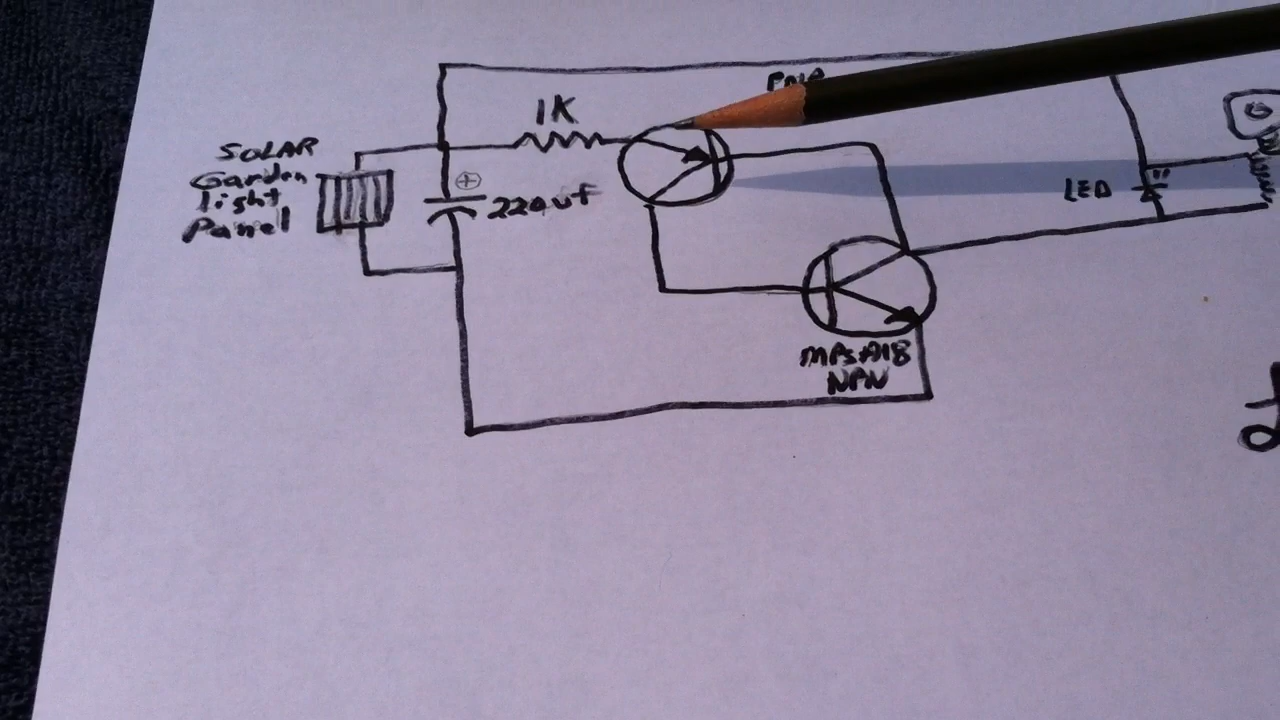 1K
SOLAR
Garden
light
Panel
+
220uf
LED
MPSA18
NPN